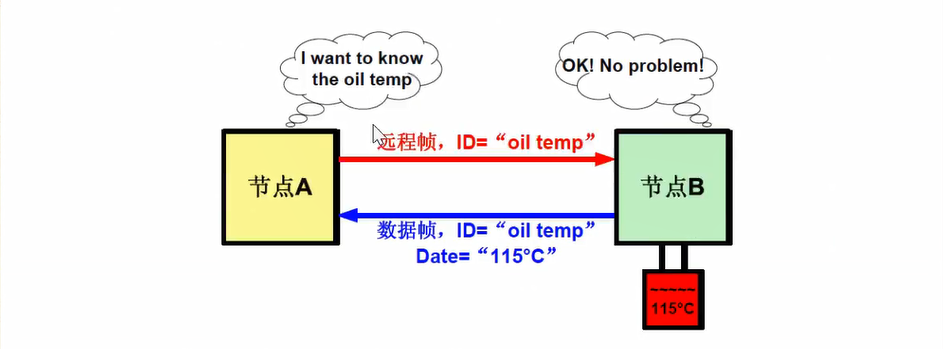 I want to know
the oil temp
OK! No problem!
远程帧，ID=“oil temp”
节点A
节点B
数据帧，ID=“oil temp”
Date=“115°C”
~~~~~
115°C